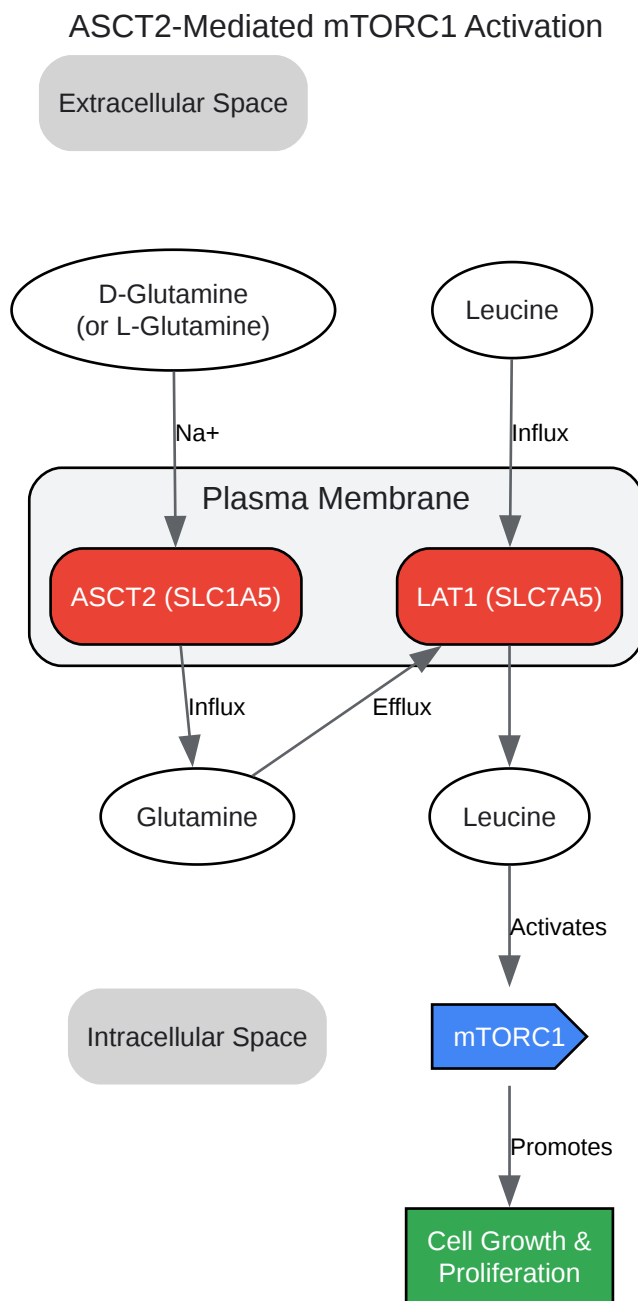 ASCT2-Mediated mTORC1 Activation
Extracellular Space
D-Glutamine
(or L-Glutamine)
Leucine
Na+
Influx
Plasma Membrane
ASCT2 (SLC1A5)
LAT1 (SLC7A5)
Influx
Efflux
Glutamine
Leucine
Activates
Intracellular Space
mTORC1
Promotes
Cell Growth &
Proliferation